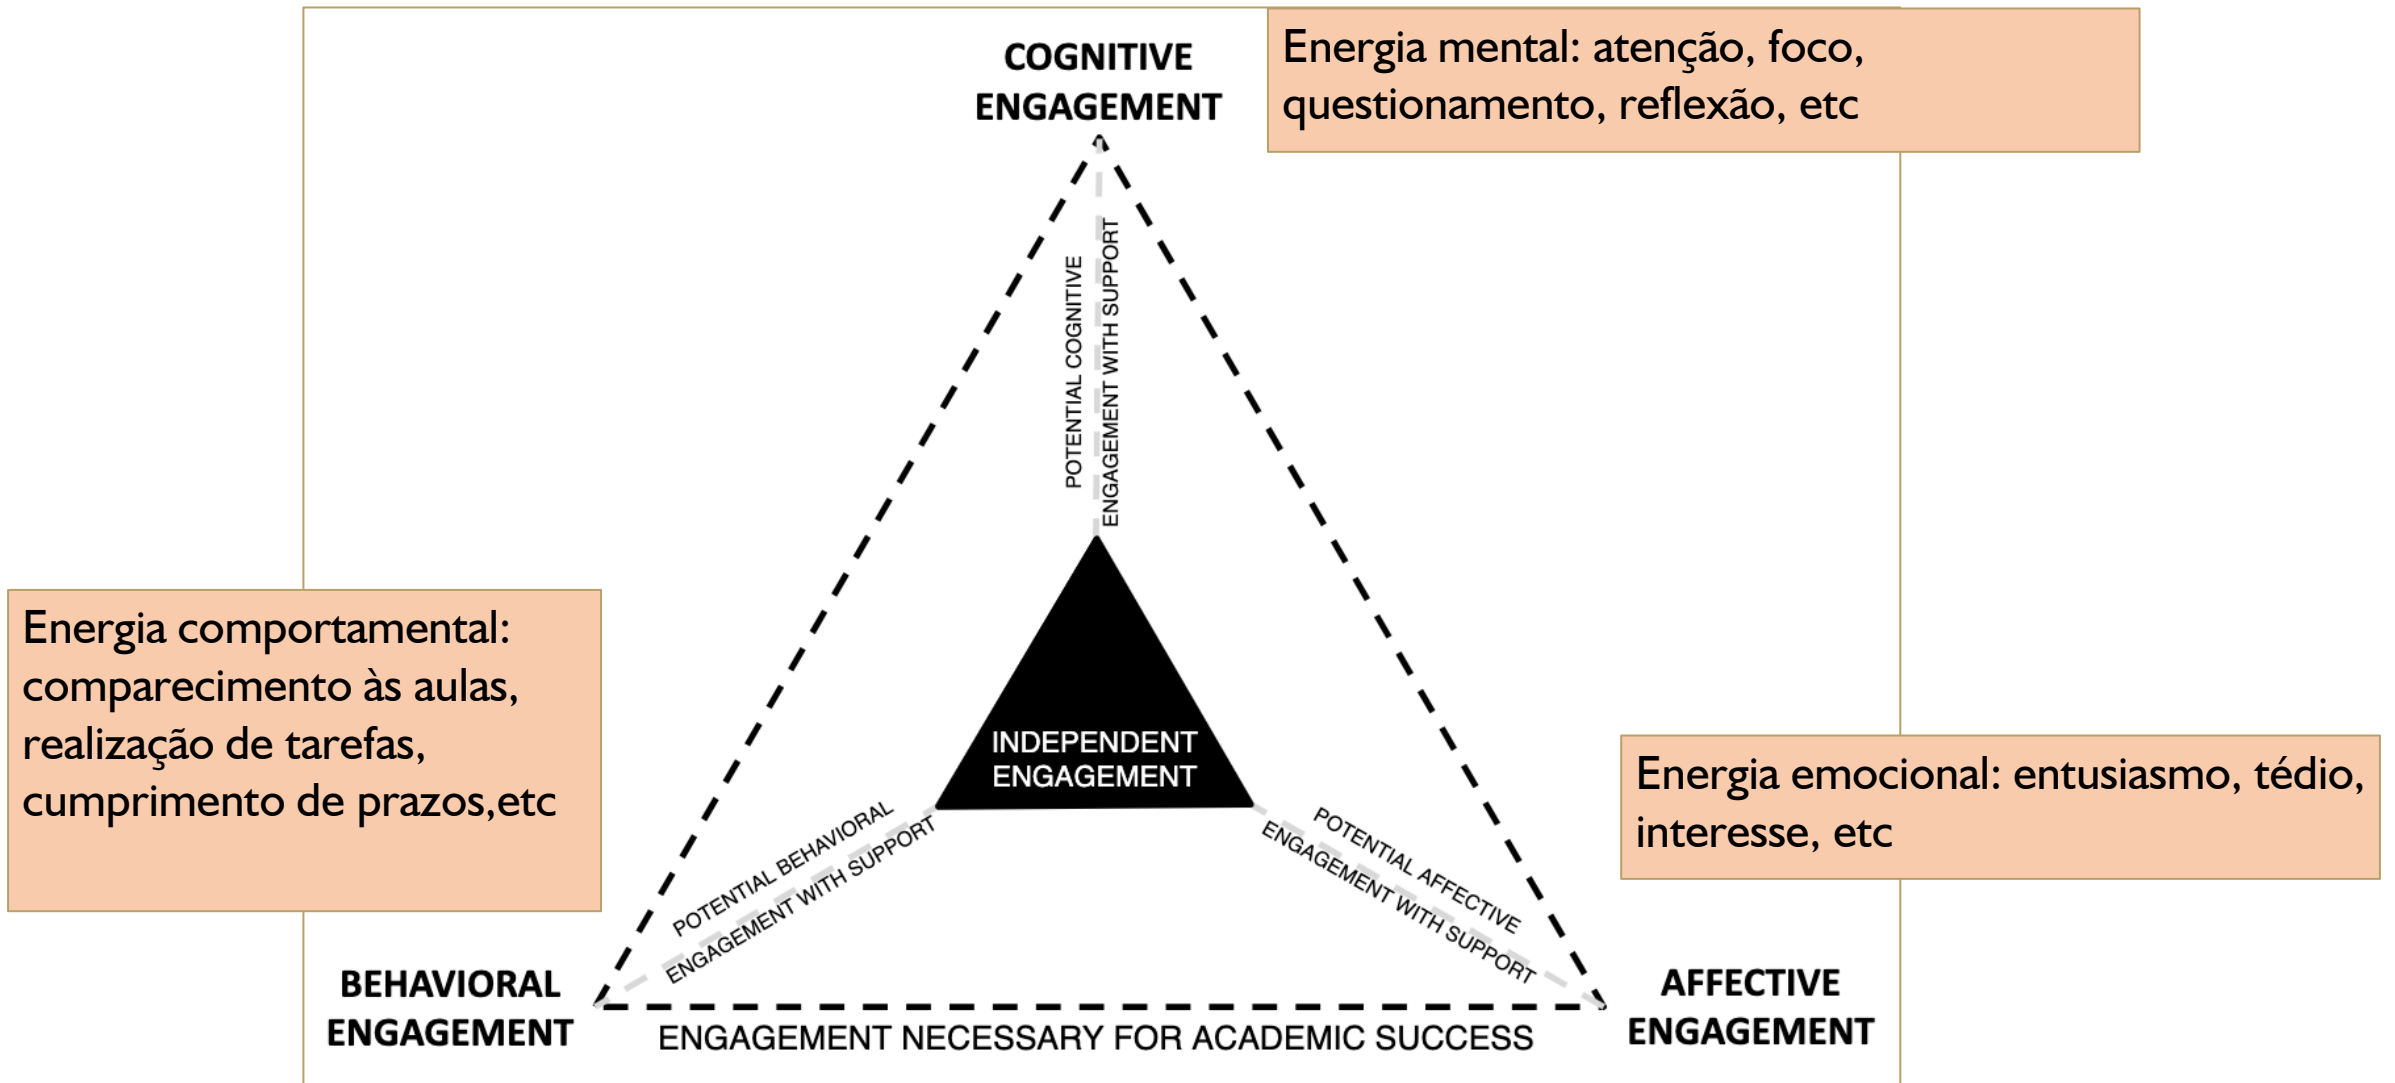 COGNITIVE
ENGAGEMENT
Energia mental: atenção, foco,
questionamento, reflexão, etc
POTENTIAL COGNITIVE
ENGAGEMENT WITH SUPPORT
Energia comportamental:
comparecimento às aulas,
realização de tarefas,
cumprimento de prazos,etc
INDEPENDENT
ENGAGEMENT
Energia emocional: entusiasmo, tédio,
interesse, etc
POTENTIAL BEHAVIORAL
ENGAGEMENT WITH SUPPORT
POTENTIAL AFFECTIVE
ENGAGEMENT WITH SUPPORT
BEHAVIORAL
ENGAGEMENT
AFFECTIVE
ENGAGEMENT
ENGAGEMENT NECESSARY FOR ACADEMIC SUCCESS